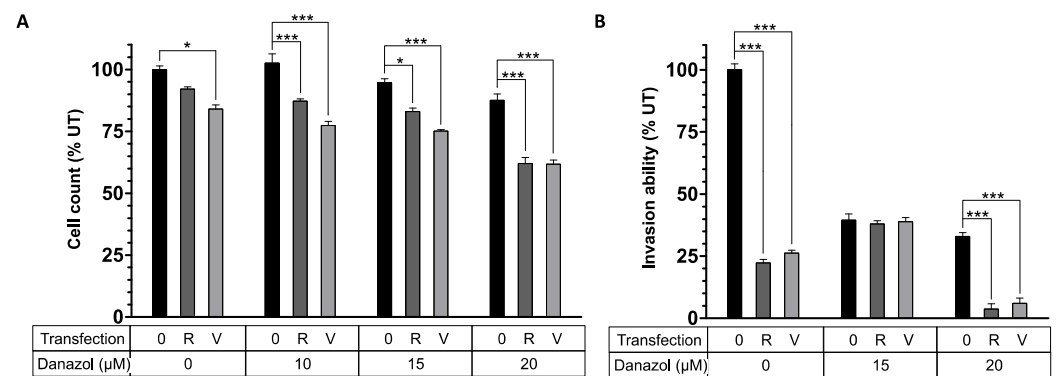 A
Cell count (% UT)
100
75
50
25
0
*
***
***
***
*
***
***
Transfection 0 R V 0 R V 0 R V 0 R V
Danazol (µM) 0 10 15 20
B
Invasion ability (% UT)
100
75
50
25
0
***
***
***
***
Transfection 0 R V 0 R V 0 R V
Danazol (µM) 0 15 20